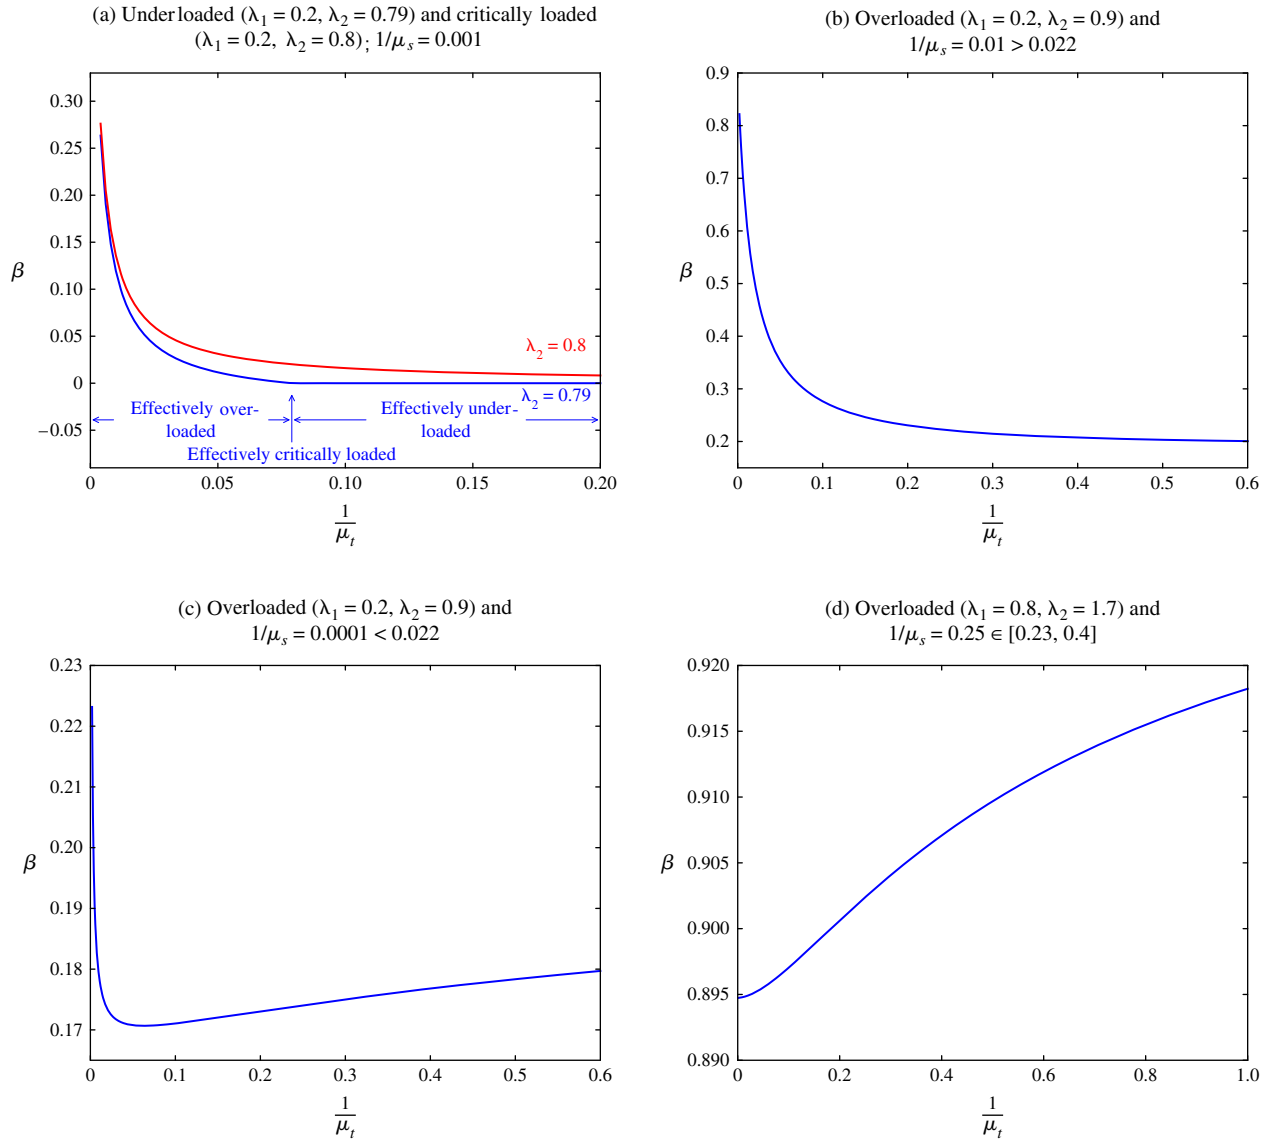 (a) Underloaded (λ₁ = 0.2, λ₂ = 0.79) and critically loaded
(λ₁ = 0.2, λ₂ = 0.8); 1/μₛ = 0.001
0.30
0.25
0.20
0.15
0.10
0.05
0
−0.05
β
λ₂ = 0.8
λ₂ = 0.79
Effectively over-
loaded
Effectively under-
loaded
Effectively critically loaded
0 0.05 0.10 0.15 0.20
1
μₜ
(b) Overloaded (λ₁ = 0.2, λ₂ = 0.9) and
1/μₛ = 0.01 > 0.022
0.9
0.8
0.7
0.6
0.5
0.4
0.3
0.2
β
0 0.1 0.2 0.3 0.4 0.5 0.6
1
μₜ
(c) Overloaded (λ₁ = 0.2, λ₂ = 0.9) and
1/μₛ = 0.0001 < 0.022
0.23
0.22
0.21
0.20
0.19
0.18
0.17
β
0 0.1 0.2 0.3 0.4 0.5 0.6
1
μₜ
(d) Overloaded (λ₁ = 0.8, λ₂ = 1.7) and
1/μₛ = 0.25 ∈ [0.23, 0.4]
0.920
0.915
0.910
0.905
0.900
0.895
0.890
β
0 0.2 0.4 0.6 0.8 1.0
1
μₜ